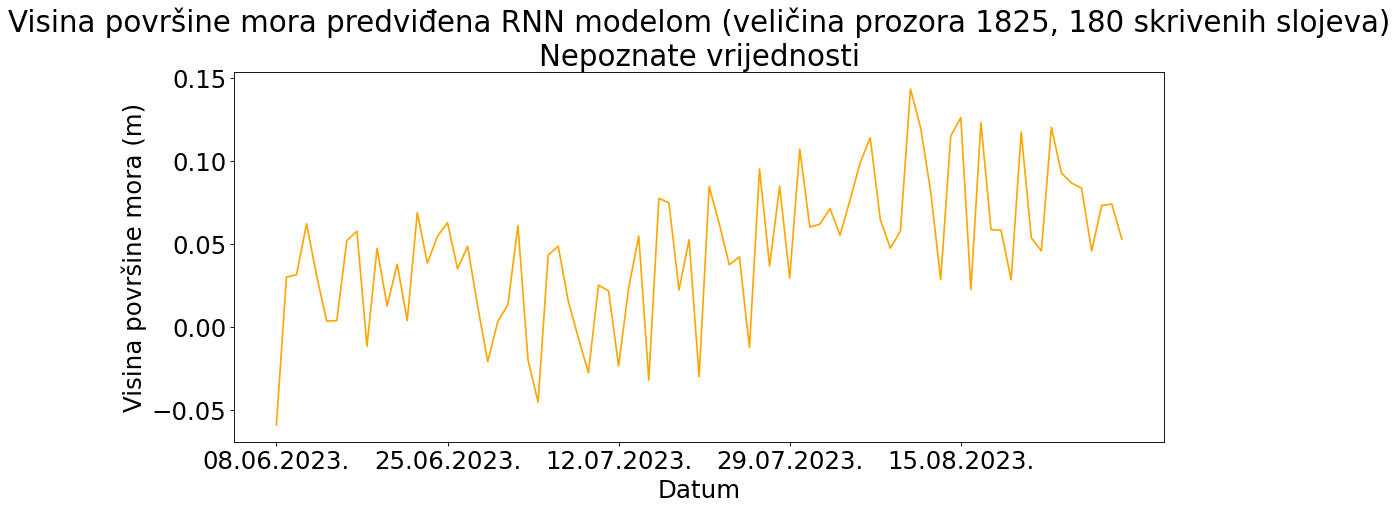 Visina površine mora predviđena RNN modelom (veličina prozora 1825, 180 skrivenih slojeva)
Nepoznate vrijednosti
Visina površine mora (m)
0.15
0.10
0.05
0.00
−0.05
08.06.2023. 25.06.2023. 12.07.2023. 29.07.2023. 15.08.2023.
Datum